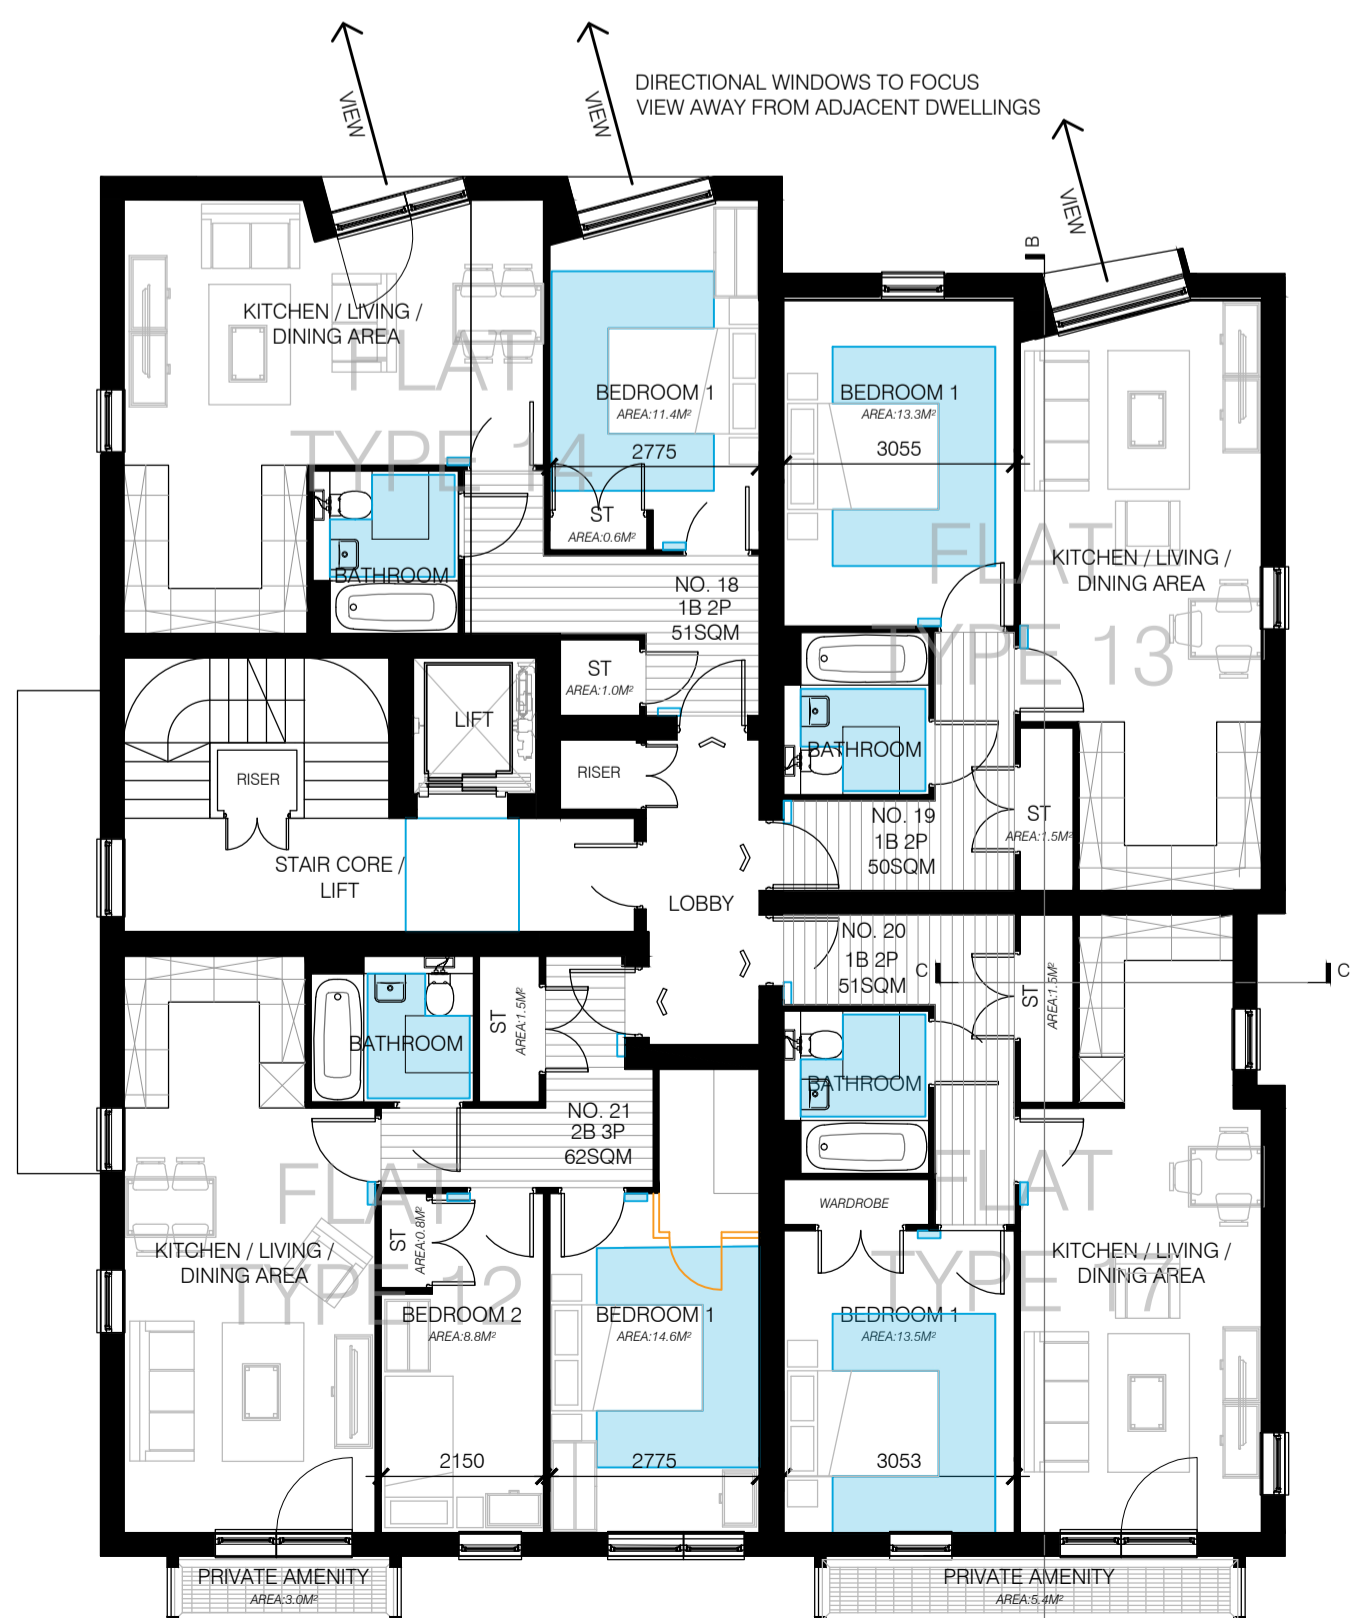 DIRECTIONAL WINDOWS TO FOCUS
VIEW AWAY FROM ADJACENT DWELLINGS
VIEW
VIEW
VIEW
B
KITCHEN / LIVING /
DINING AREA
FLAT
TYPE 14
BEDROOM 1
AREA:11.4M²
2775
ST
AREA:0.6M²
BATHROOM
NO. 18
1B 2P
51SQM
ST
AREA:1.0M²
BEDROOM 1
AREA:13.3M²
3055
FLAT
TYPE 13
KITCHEN / LIVING /
DINING AREA
BATHROOM
NO. 19
1B 2P
50SQM
ST
AREA:1.5M²
LIFT
RISER
RISER
STAIR CORE /
LIFT
LOBBY
NO. 20
1B 2P
51SQM
C
C
ST
AREA:1.5M²
BATHROOM
WARDROBE
FLAT
TYPE 17
KITCHEN / LIVING /
DINING AREA
BEDROOM 1
AREA:13.5M²
3053
BATHROOM
ST
AREA:1.5M²
NO. 21
2B 3P
62SQM
FLAT
TYPE 12
KITCHEN / LIVING /
DINING AREA
ST
AREA:0.8M²
BEDROOM 2
AREA:8.8M²
2150
BEDROOM 1
AREA:14.6M²
2775
PRIVATE AMENITY
AREA:3.0M²
PRIVATE AMENITY
AREA:5.4M²